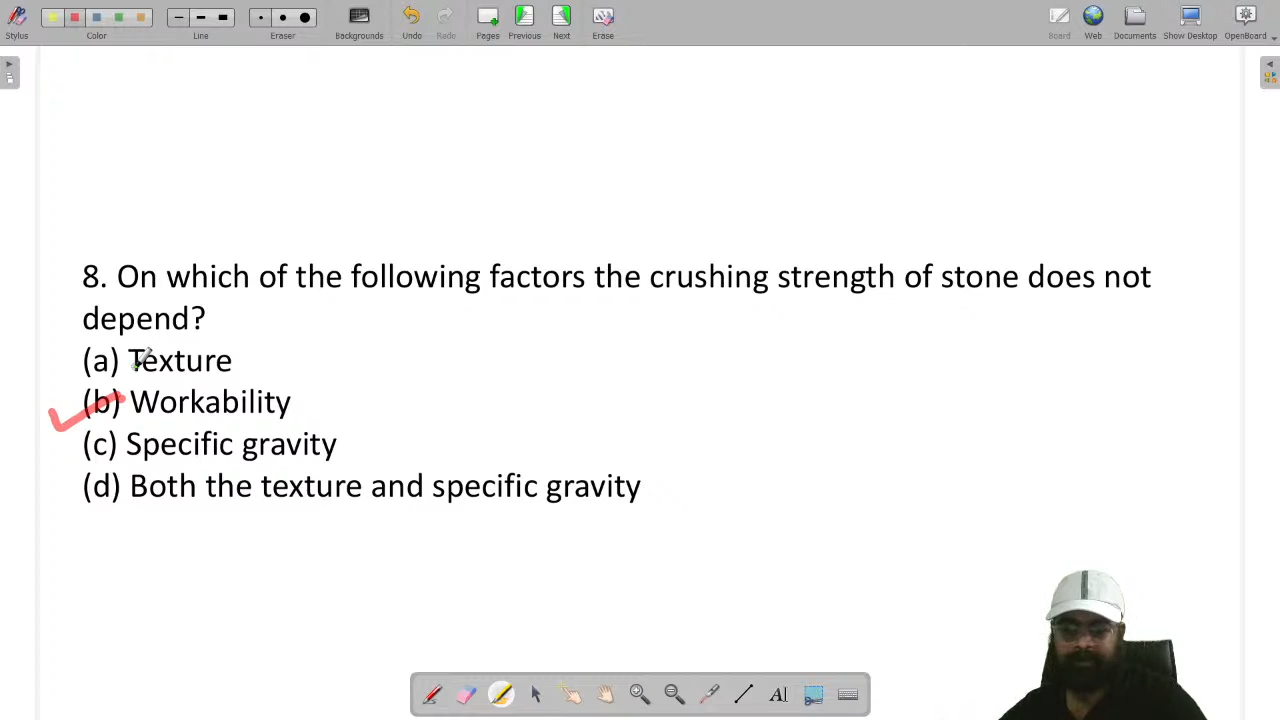 Stylus Color Line Eraser Backgrounds Undo Redo Pages Previous Next Erase Board Web Documents Show Desktop OpenBoard
8. On which of the following factors the crushing strength of stone does not
depend?
(a) Texture
(b) Workability
(c) Specific gravity
(d) Both the texture and specific gravity
AI